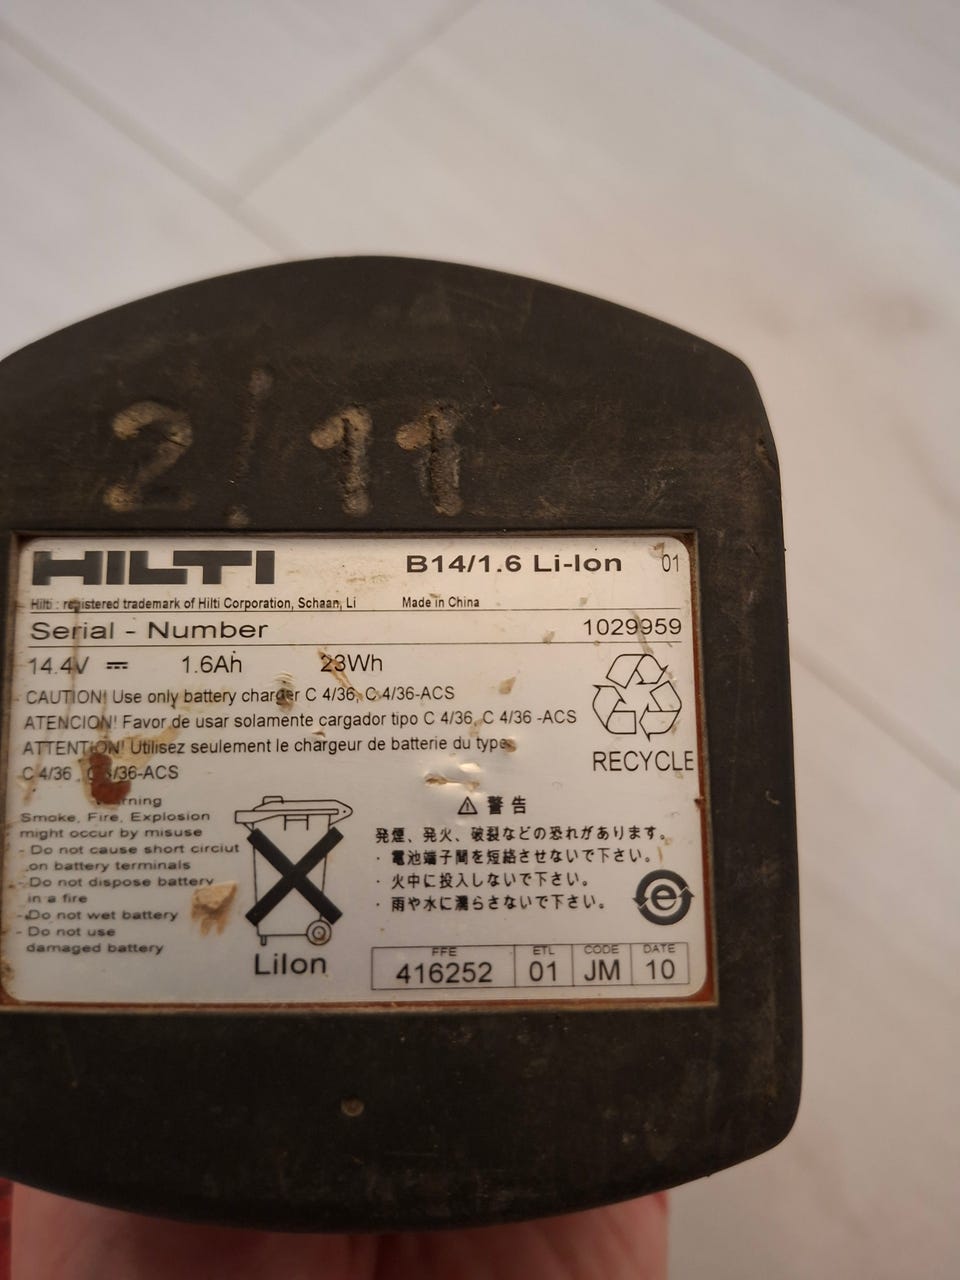 2/11
HILTI B14/1.6 Li-Ion 01
Hilti : registered trademark of Hilti Corporation, Schaan, Li Made in China
Serial - Number 1029959
14.4V 1.6Ah 23Wh
CAUTION! Use only battery charger C 4/36, C 4/36-ACS
ATENCION! Favor de usar solamente cargador tipo C 4/36, C 4/36 -ACS
ATTENTION! Utilisez seulement le chargeur de batterie du type
C 4/36 , C 4/36-ACS
RECYCLE
Warning
Smoke, Fire, Explosion
might occur by misuse
- Do not cause short circiut
on battery terminals
- Do not dispose battery
in a fire
- Do not wet battery
- Do not use
damaged battery
LiIon
⚠ 警告
発煙、発火、破裂などの恐れがあります。
・電池端子間を短絡させないで下さい。
・火中に投入しないで下さい。
・雨や水に濡らさないで下さい。
e
FFE ETL CODE DATE
416252 01 JM 10